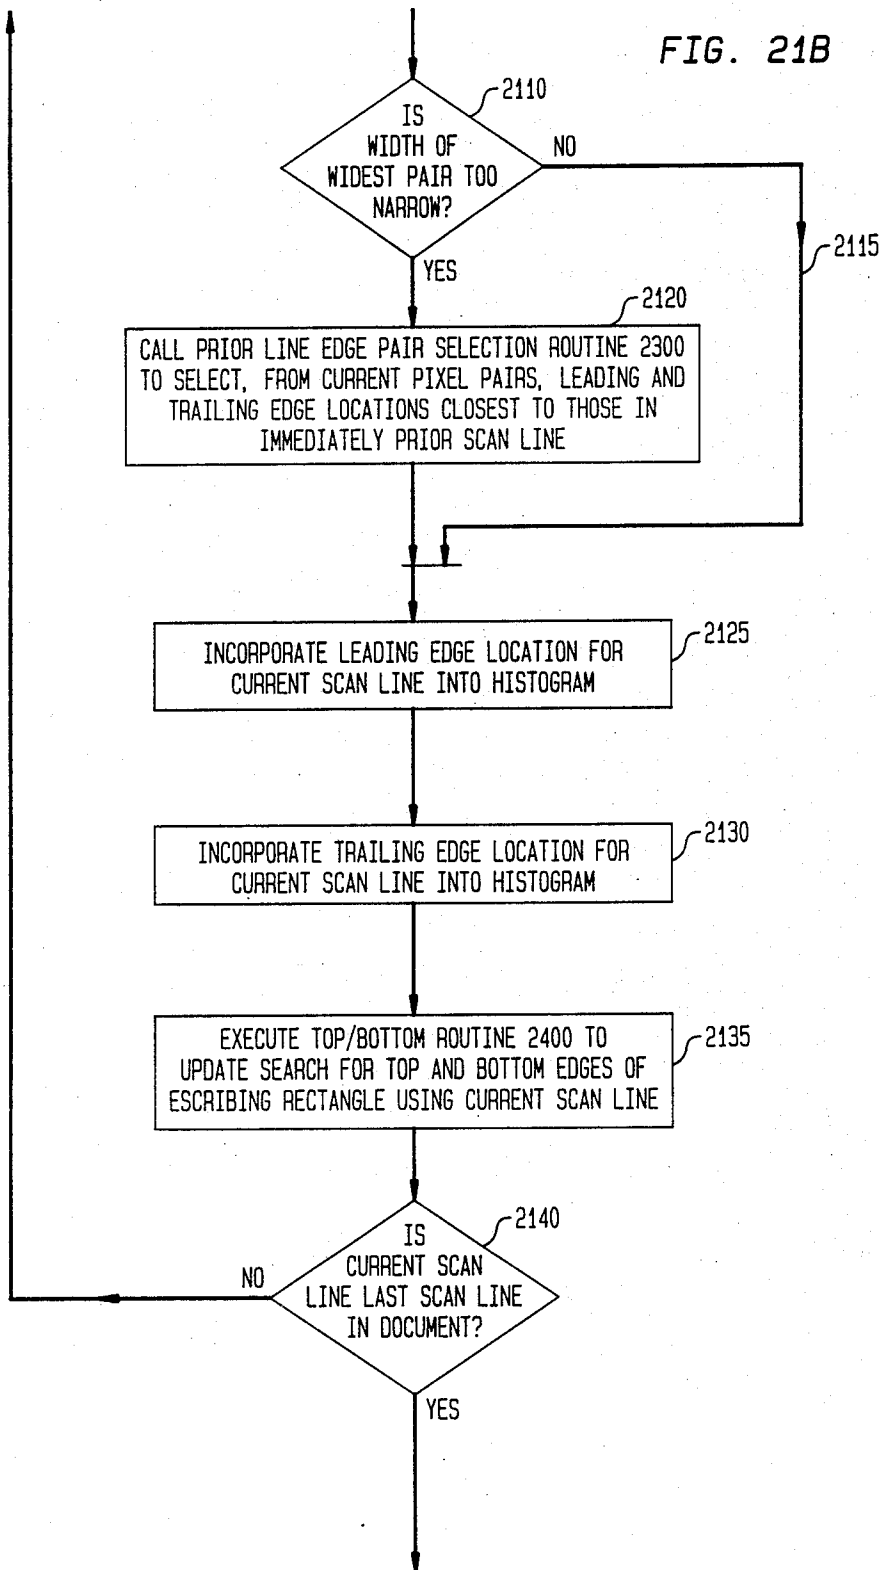 FIG. 21B
2110
IS
WIDTH OF
WIDEST PAIR TOO
NARROW?
NO
2115
YES
2120
CALL PRIOR LINE EDGE PAIR SELECTION ROUTINE 2300
TO SELECT, FROM CURRENT PIXEL PAIRS, LEADING AND
TRAILING EDGE LOCATIONS CLOSEST TO THOSE IN
IMMEDIATELY PRIOR SCAN LINE
2125
INCORPORATE LEADING EDGE LOCATION FOR
CURRENT SCAN LINE INTO HISTOGRAM
2130
INCORPORATE TRAILING EDGE LOCATION FOR
CURRENT SCAN LINE INTO HISTOGRAM
2135
EXECUTE TOP/BOTTOM ROUTINE 2400 TO
UPDATE SEARCH FOR TOP AND BOTTOM EDGES OF
ESCRIBING RECTANGLE USING CURRENT SCAN LINE
2140
IS
CURRENT SCAN
LINE LAST SCAN LINE
IN DOCUMENT?
NO
YES